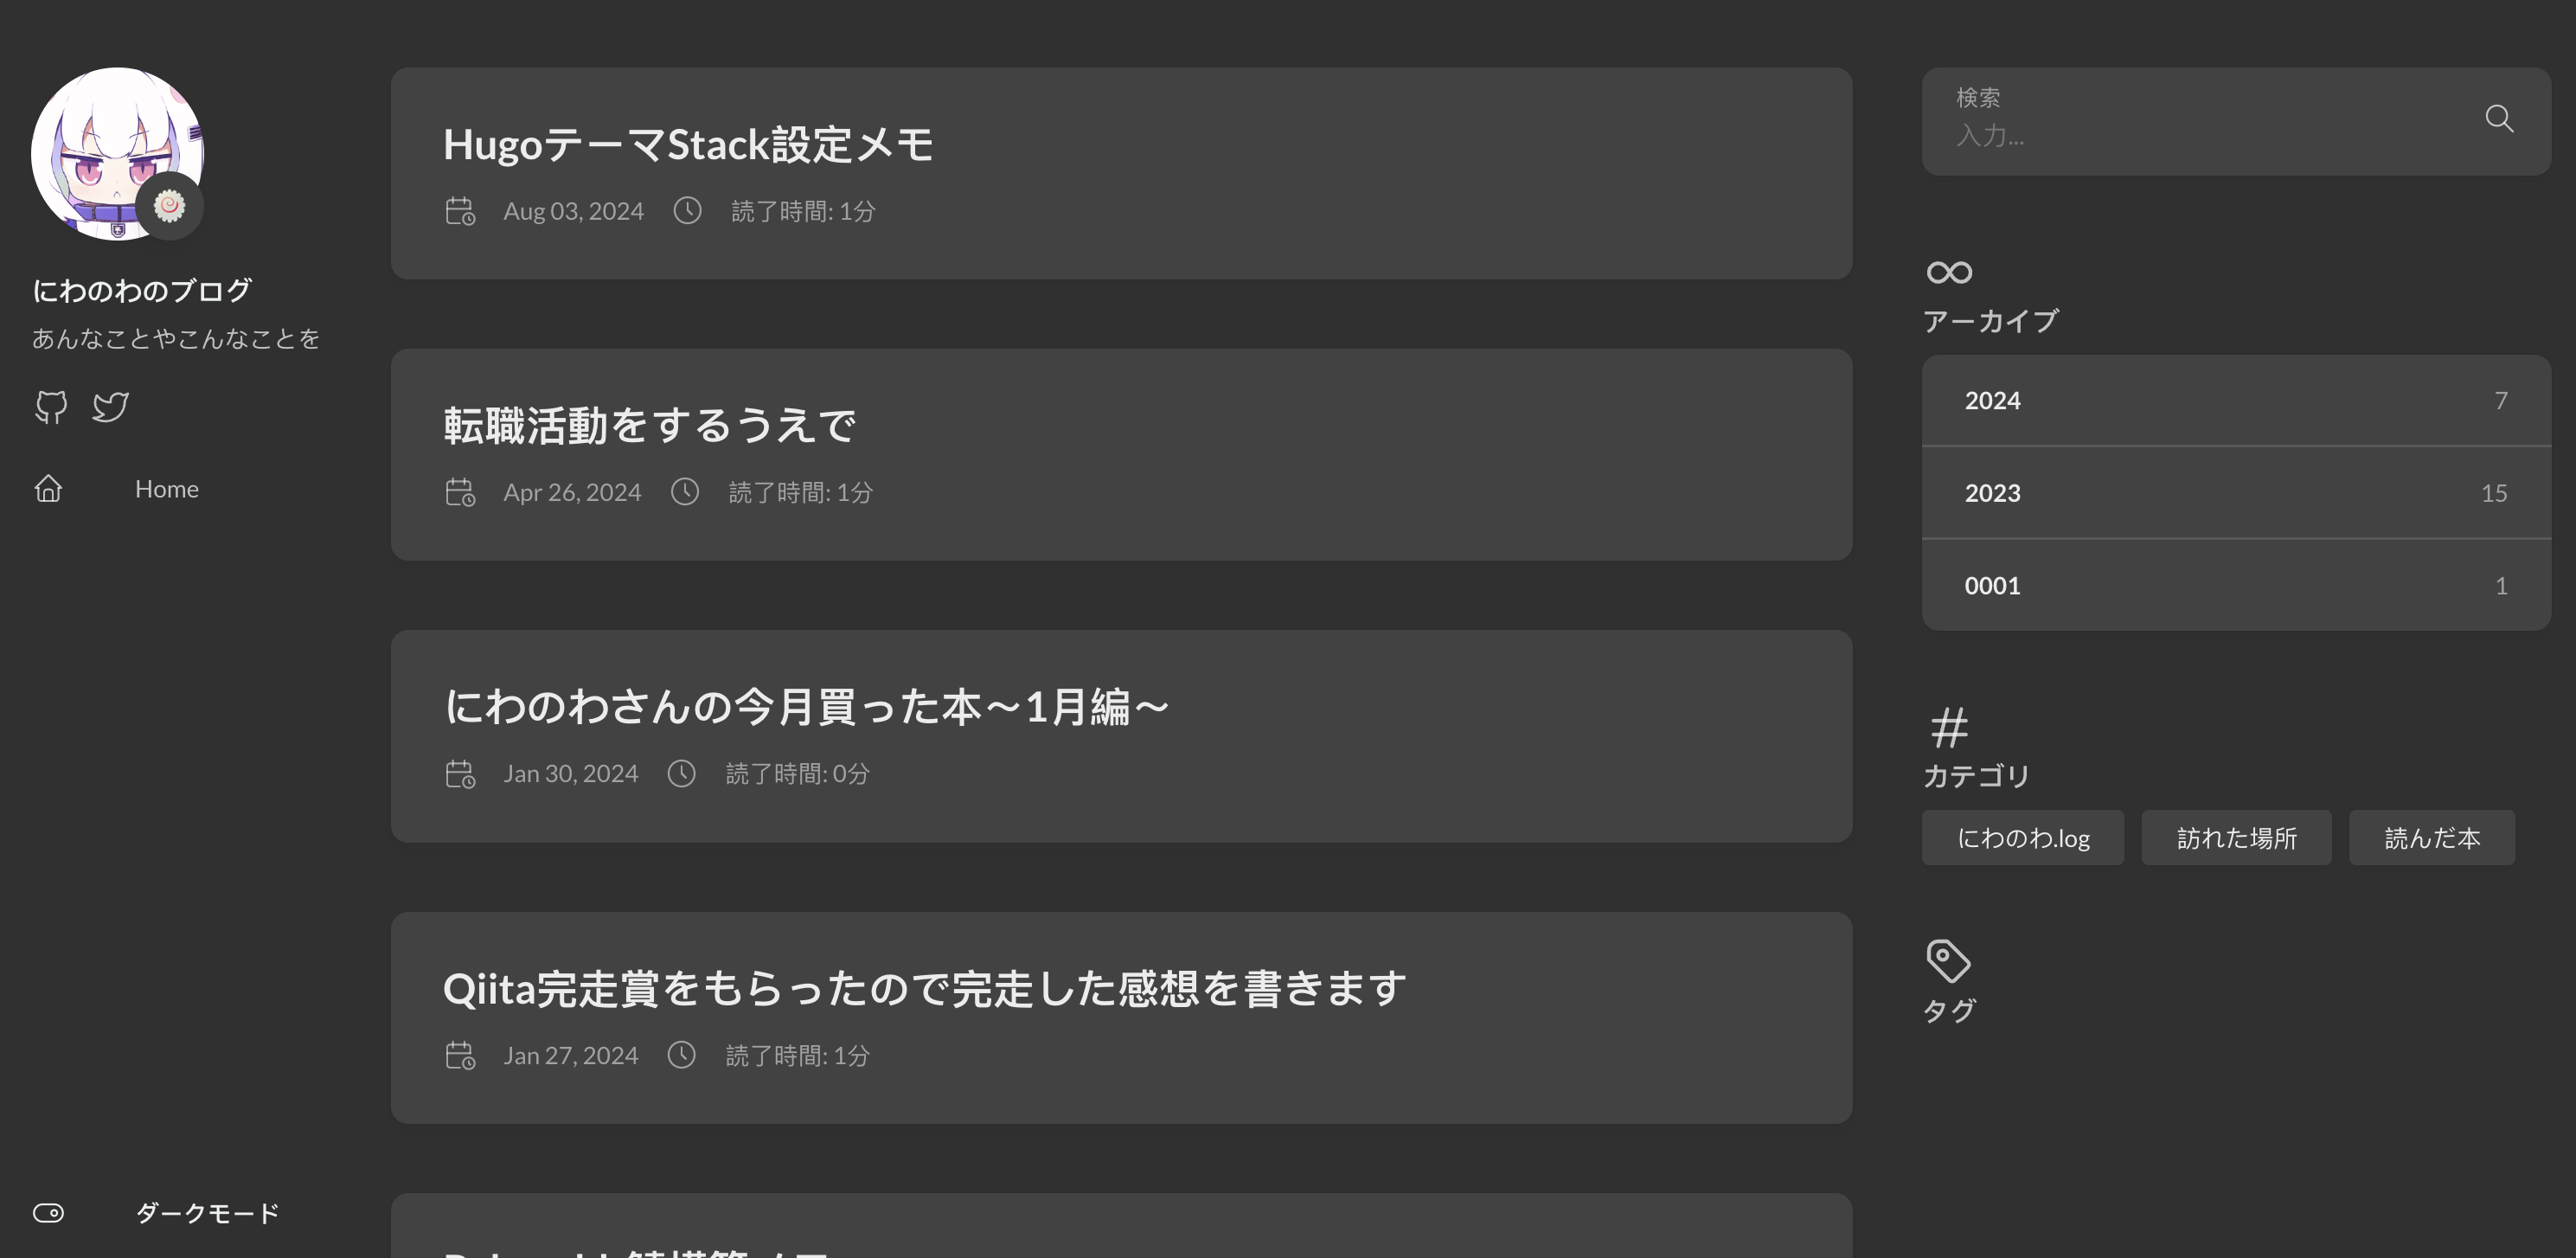 にわのわのブログ
あんなことやこんなことを
Home
ダークモード
HugoテーマStack設定メモ
Aug 03, 2024 読了時間: 1分
転職活動をするうえで
Apr 26, 2024 読了時間: 1分
にわのわさんの今月買った本〜1月編〜
Jan 30, 2024 読了時間: 0分
Qiita完走賞をもらったので完走した感想を書きます
Jan 27, 2024 読了時間: 1分
検索
入力...
アーカイブ
2024 7
2023 15
0001 1
カテゴリ
にわのわ.log 訪れた場所 読んだ本
タグ